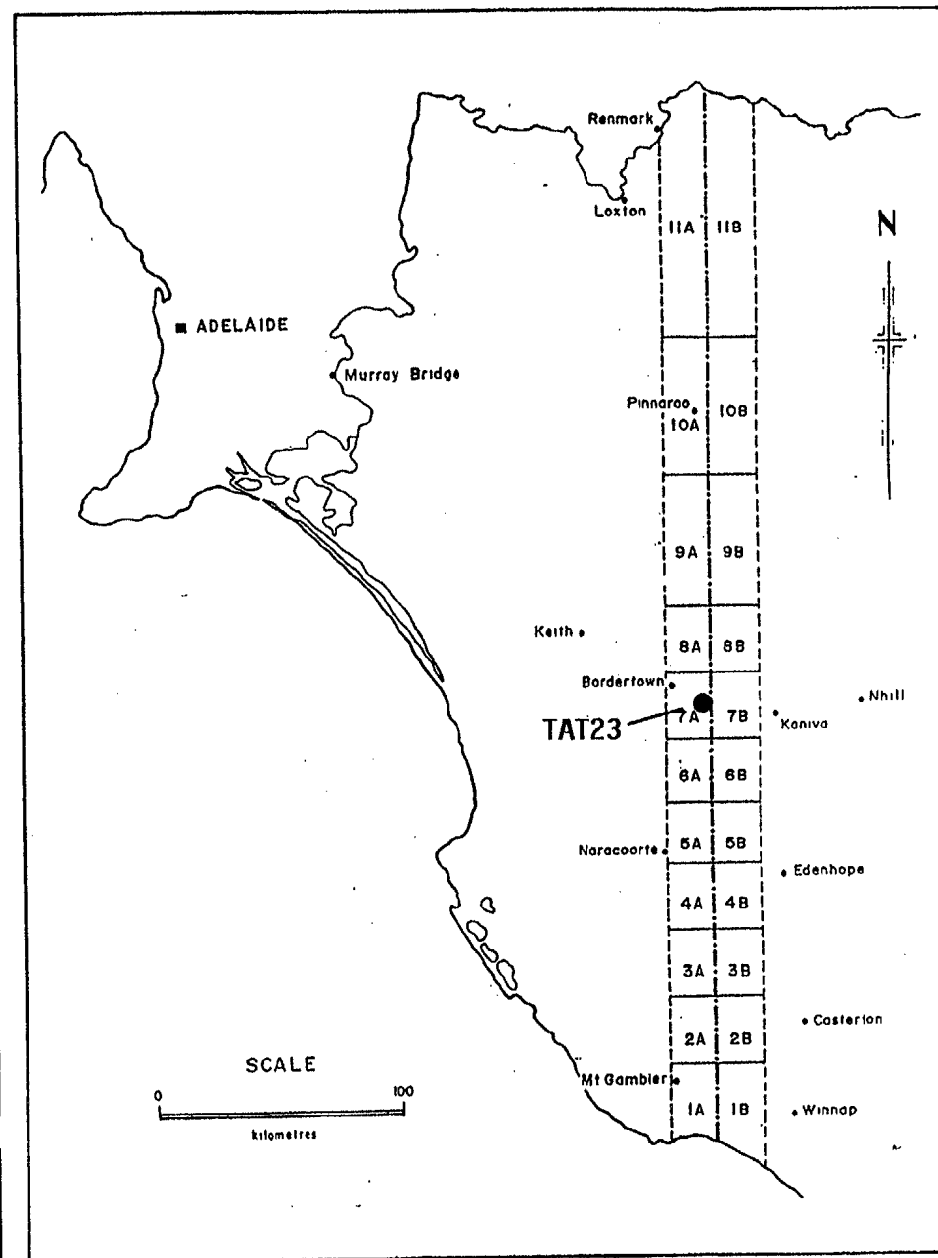 Renmark
Loxton
11A 11B
N
ADELAIDE
Murray Bridge
Pinnaroo
10A 10B
9A 9B
Keith
8A 8B
Bordertown
Nhill
7A 7B
Kaniva
TAT23
6A 6B
Naracoorte
5A 5B
Edenhope
4A 4B
3A 3B
Casterton
2A 2B
SCALE
Mt Gambier
0 100
1A 1B
Winnap
kilometres